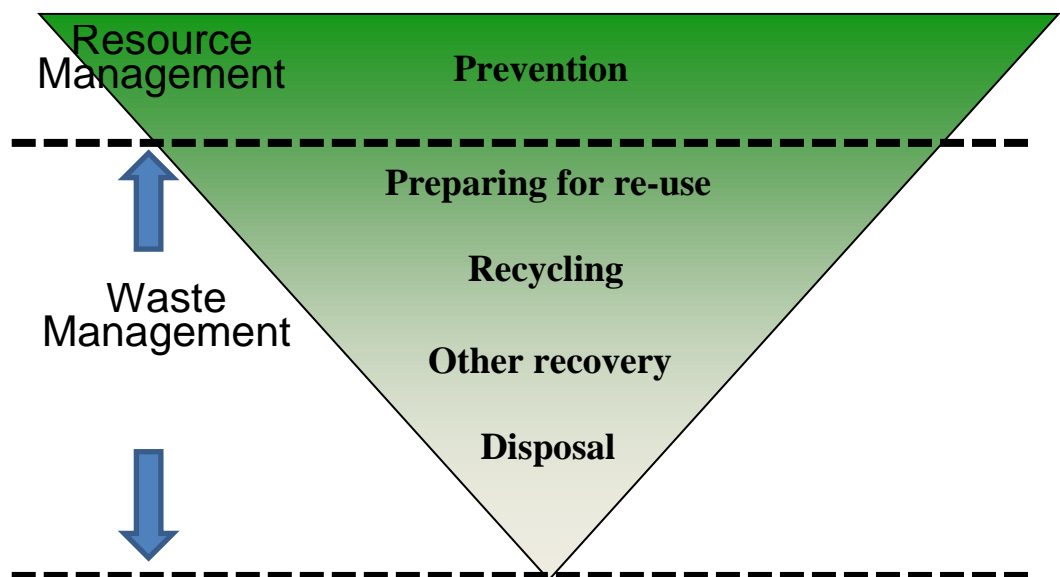 Resource
Management
Prevention
Preparing for re-use
Recycling
Waste
Management
Other recovery
Disposal